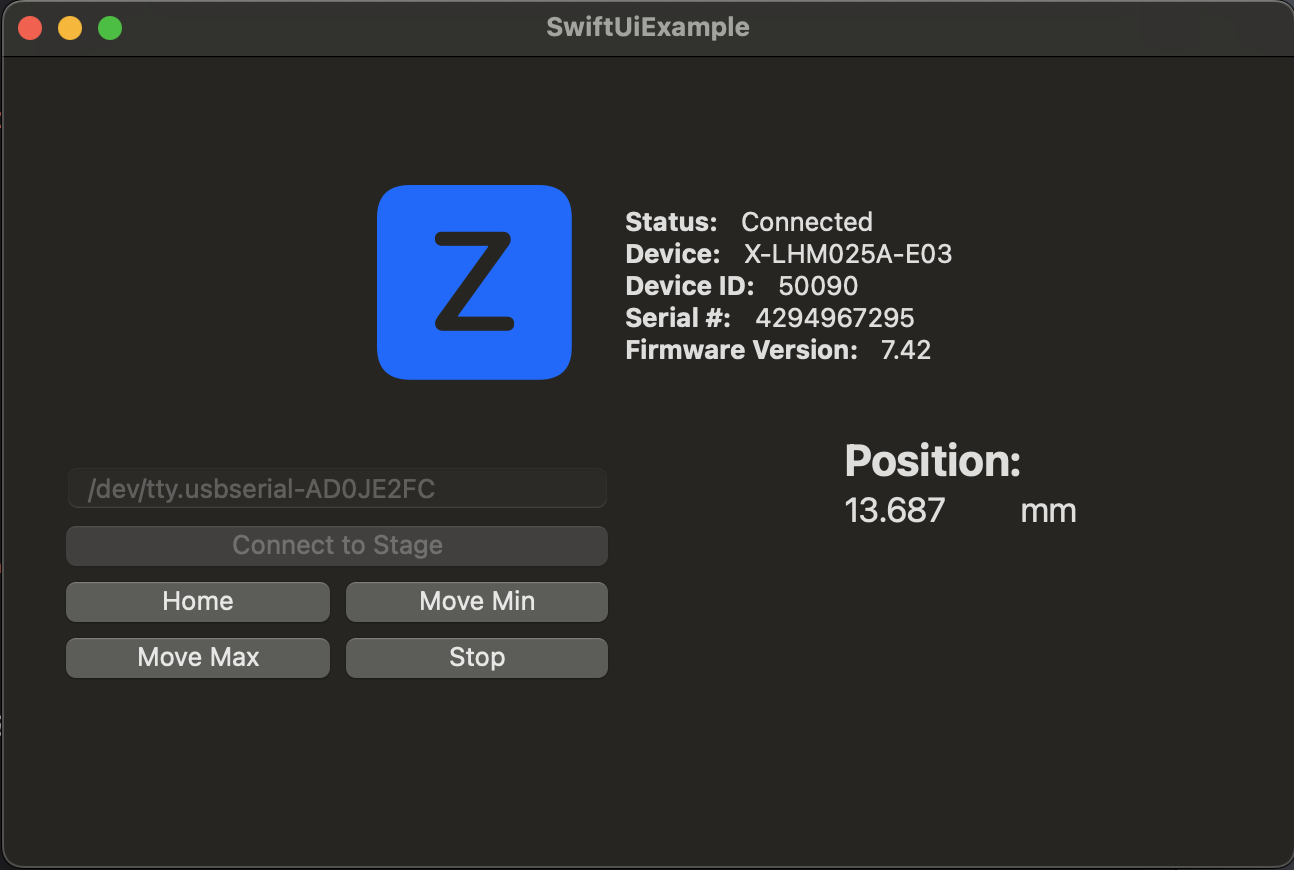 SwiftUiExample
Z
Status: Connected
Device: X-LHM025A-E03
Device ID: 50090
Serial #: 4294967295
Firmware Version: 7.42
/dev/tty.usbserial-AD0JE2FC
Connect to Stage
Home Move Min
Move Max Stop
Position:
13.687 mm